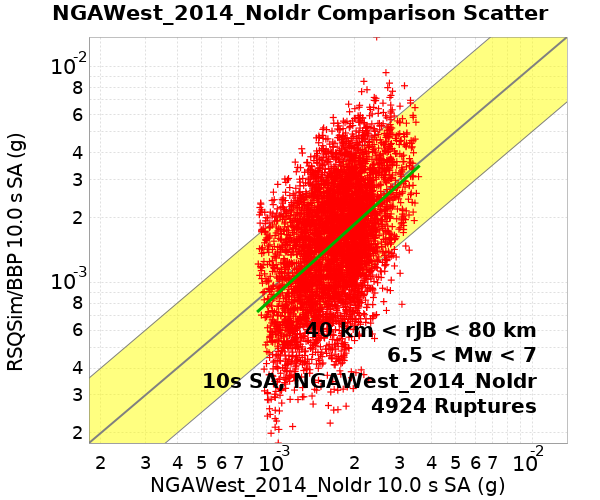 NGAWest_2014_NoIdr Comparison Scatter
RSQSim/BBP 10.0 s SA (g)
10-2
8
6
4
3
2
10-3
8
6
4
3
2
40 km < rJB < 80 km
6.5 < Mw < 7
10s SA, NGAWest_2014_NoIdr
4924 Ruptures
2 3 4 5 6 7 10-3 2 3 4 5 6 7 10-2
NGAWest_2014_NoIdr 10.0 s SA (g)